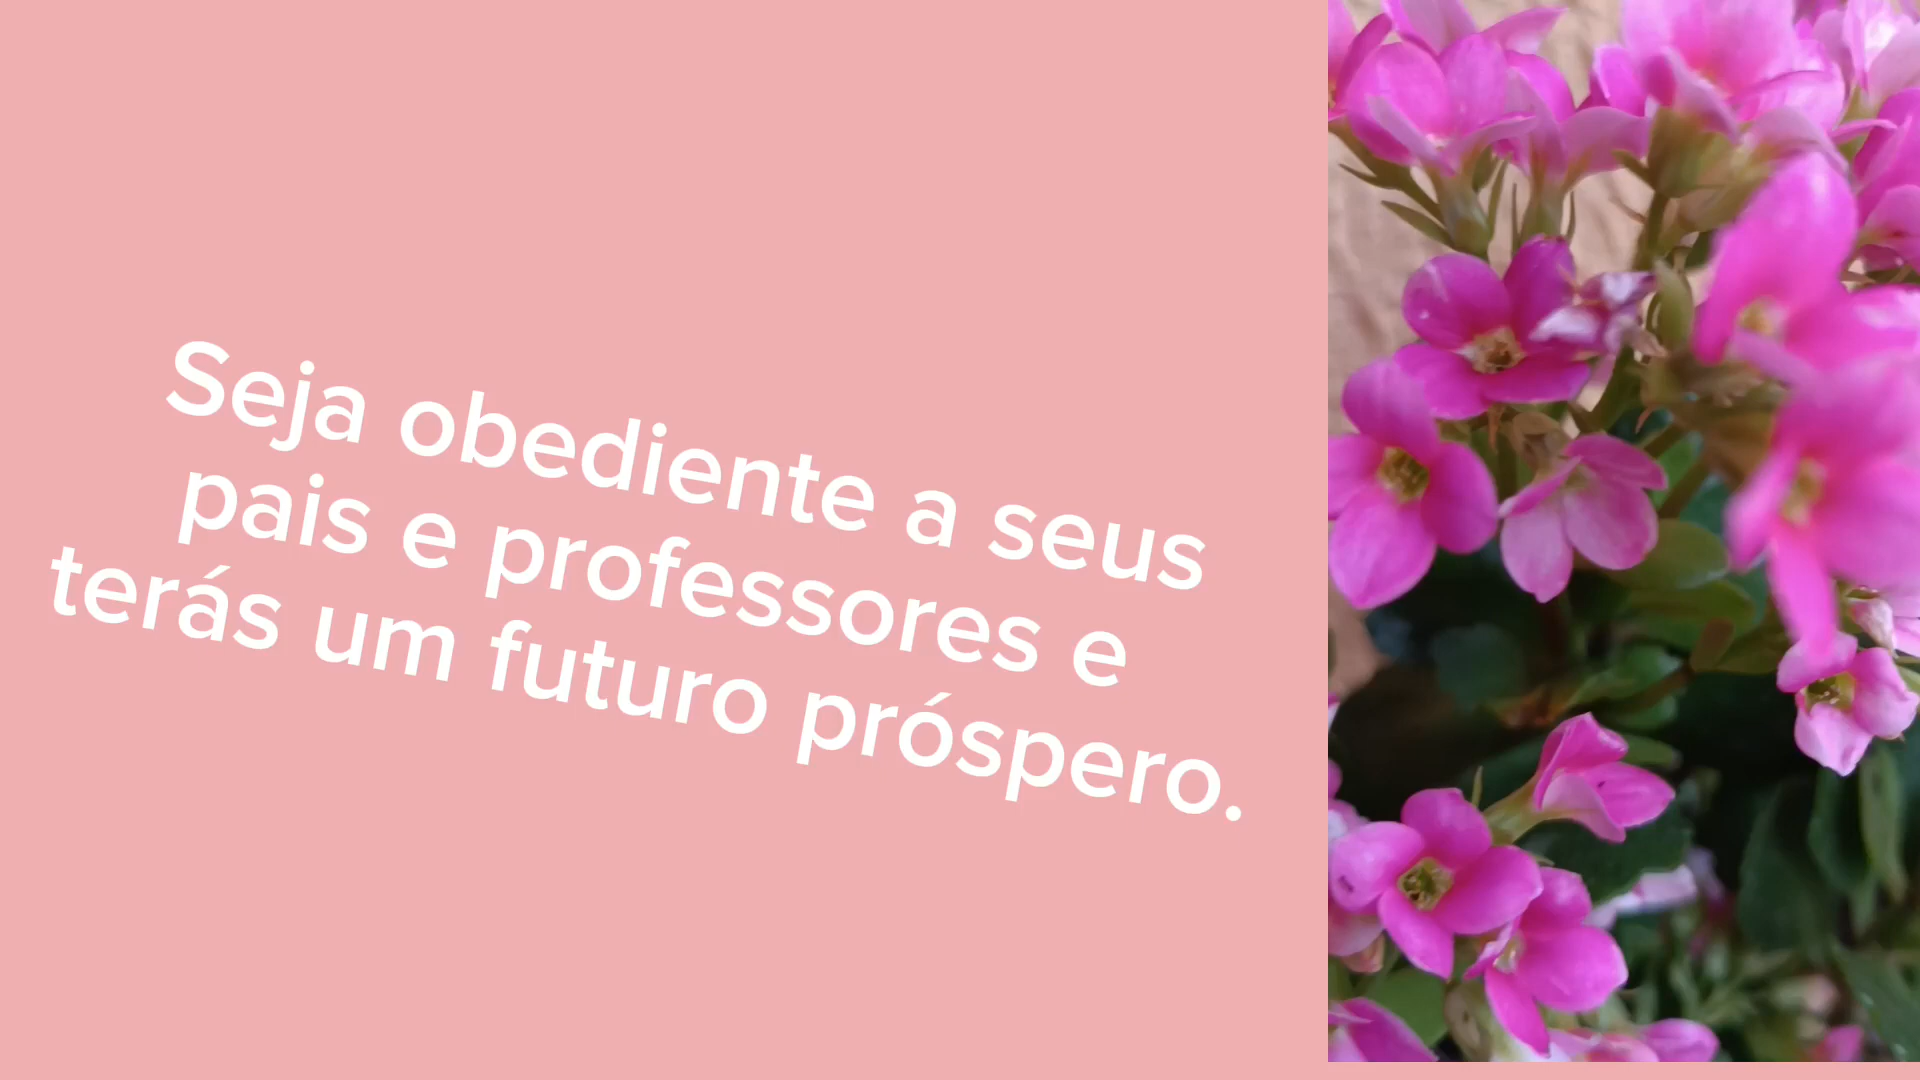 Seja obediente a seus
pais e professores e
terás um futuro próspero.